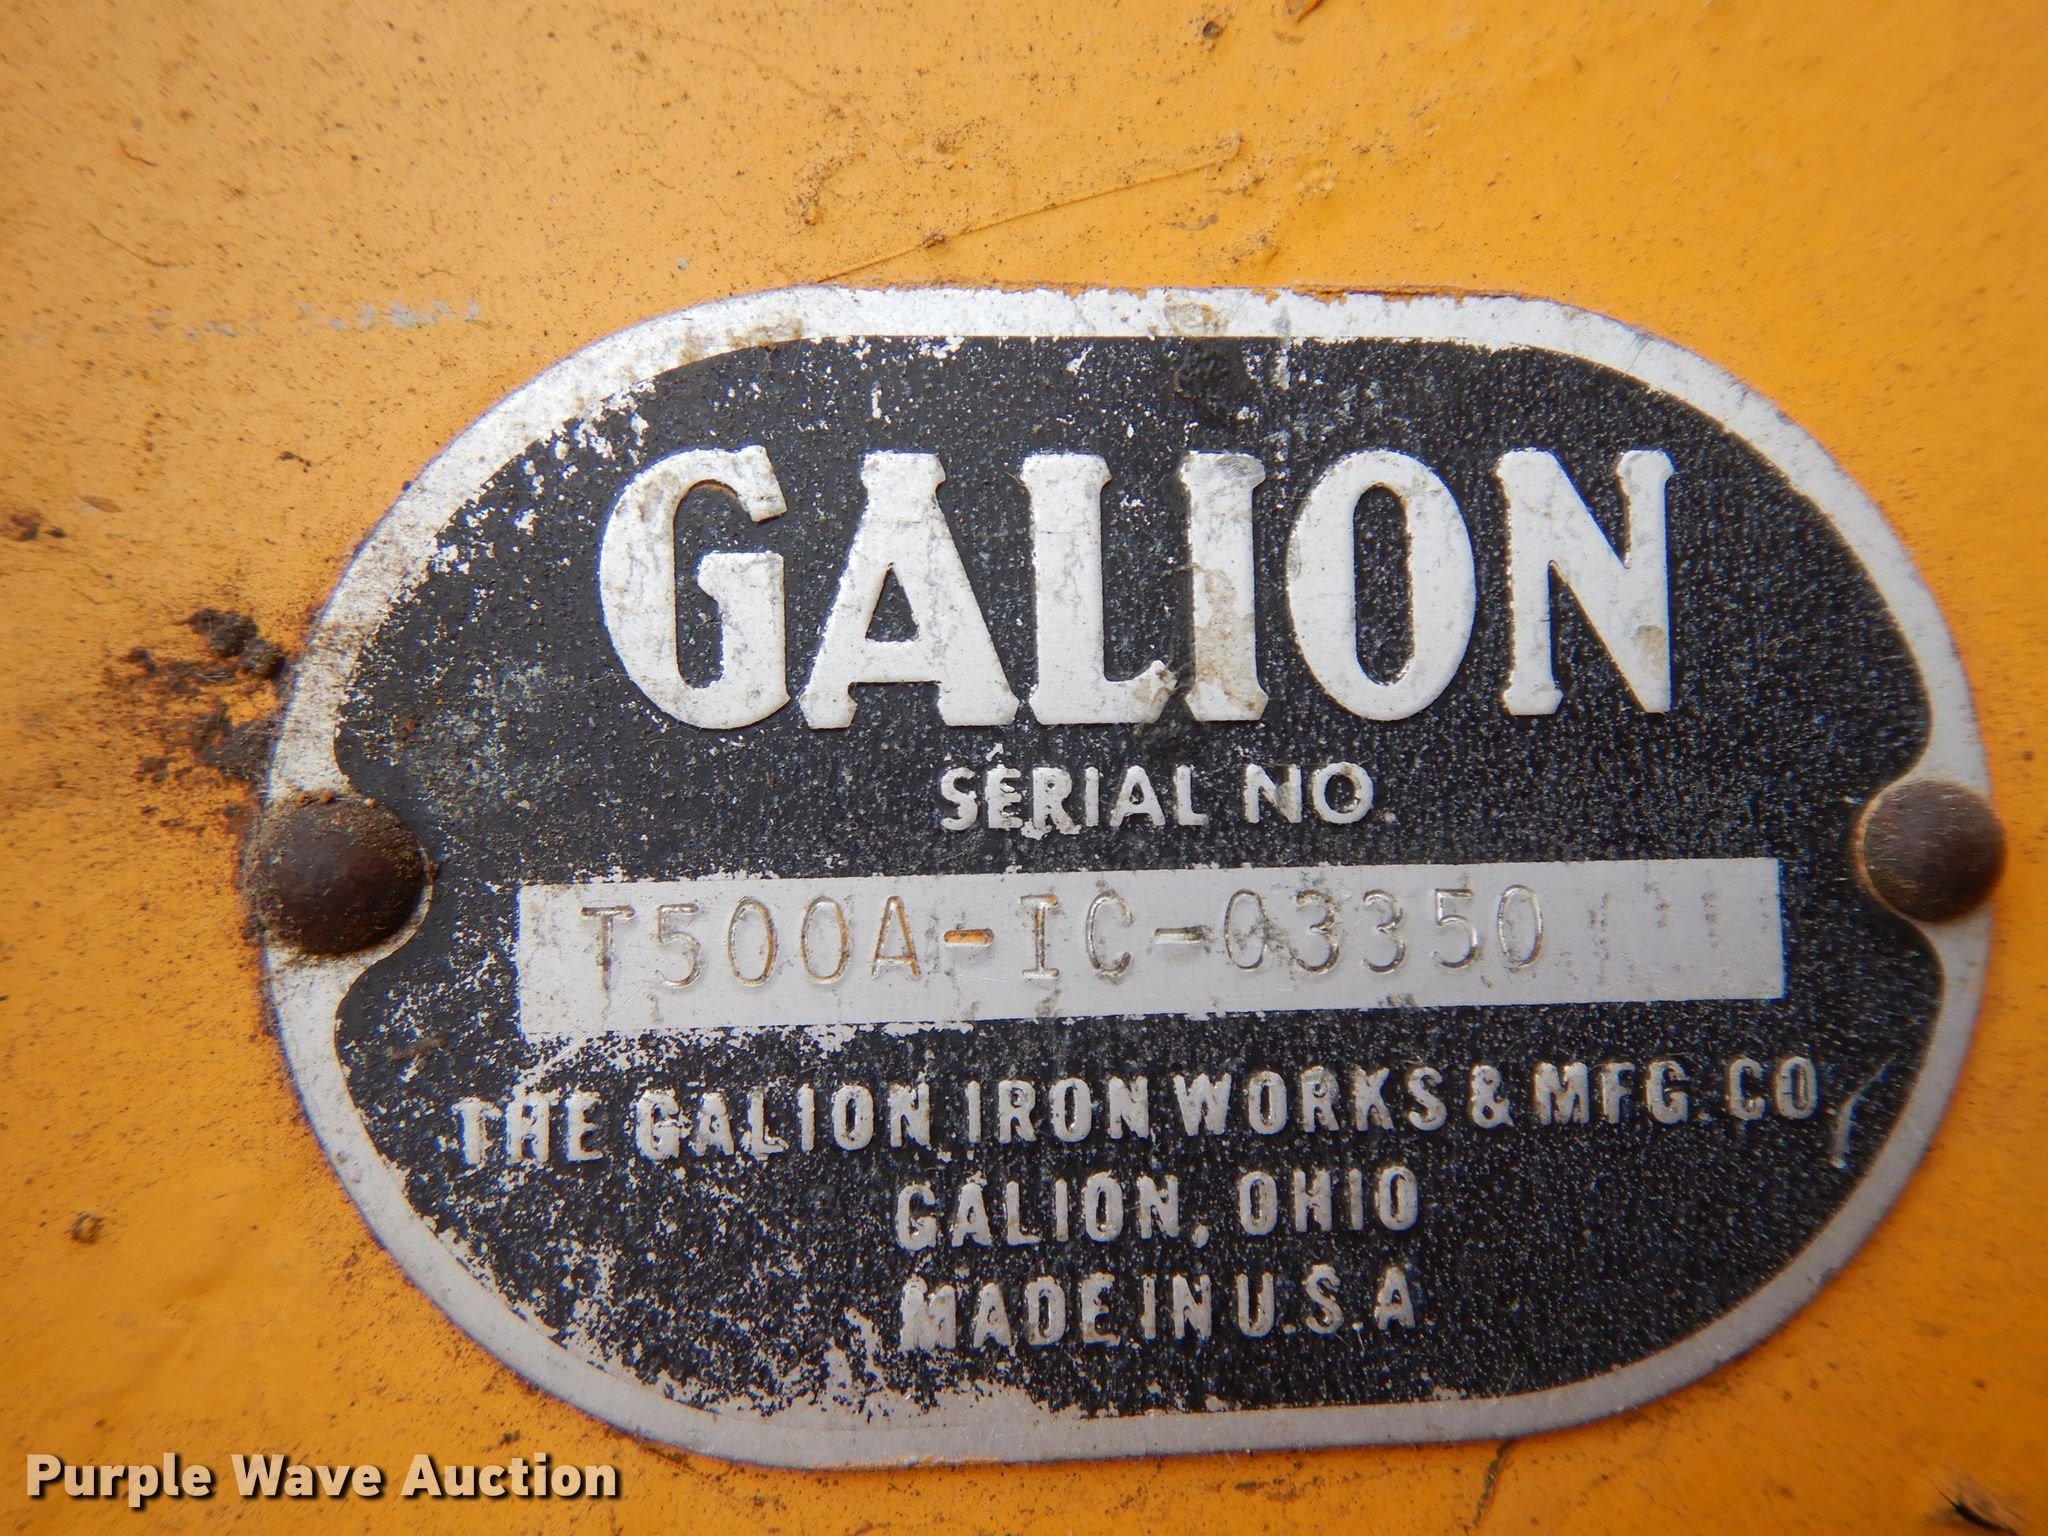 GALION
SERIAL NO.
T500A-IC-03350
THE GALION IRON WORKS & MFG. CO.
GALION, OHIO
MADE IN U.S.A.
Purple Wave Auction